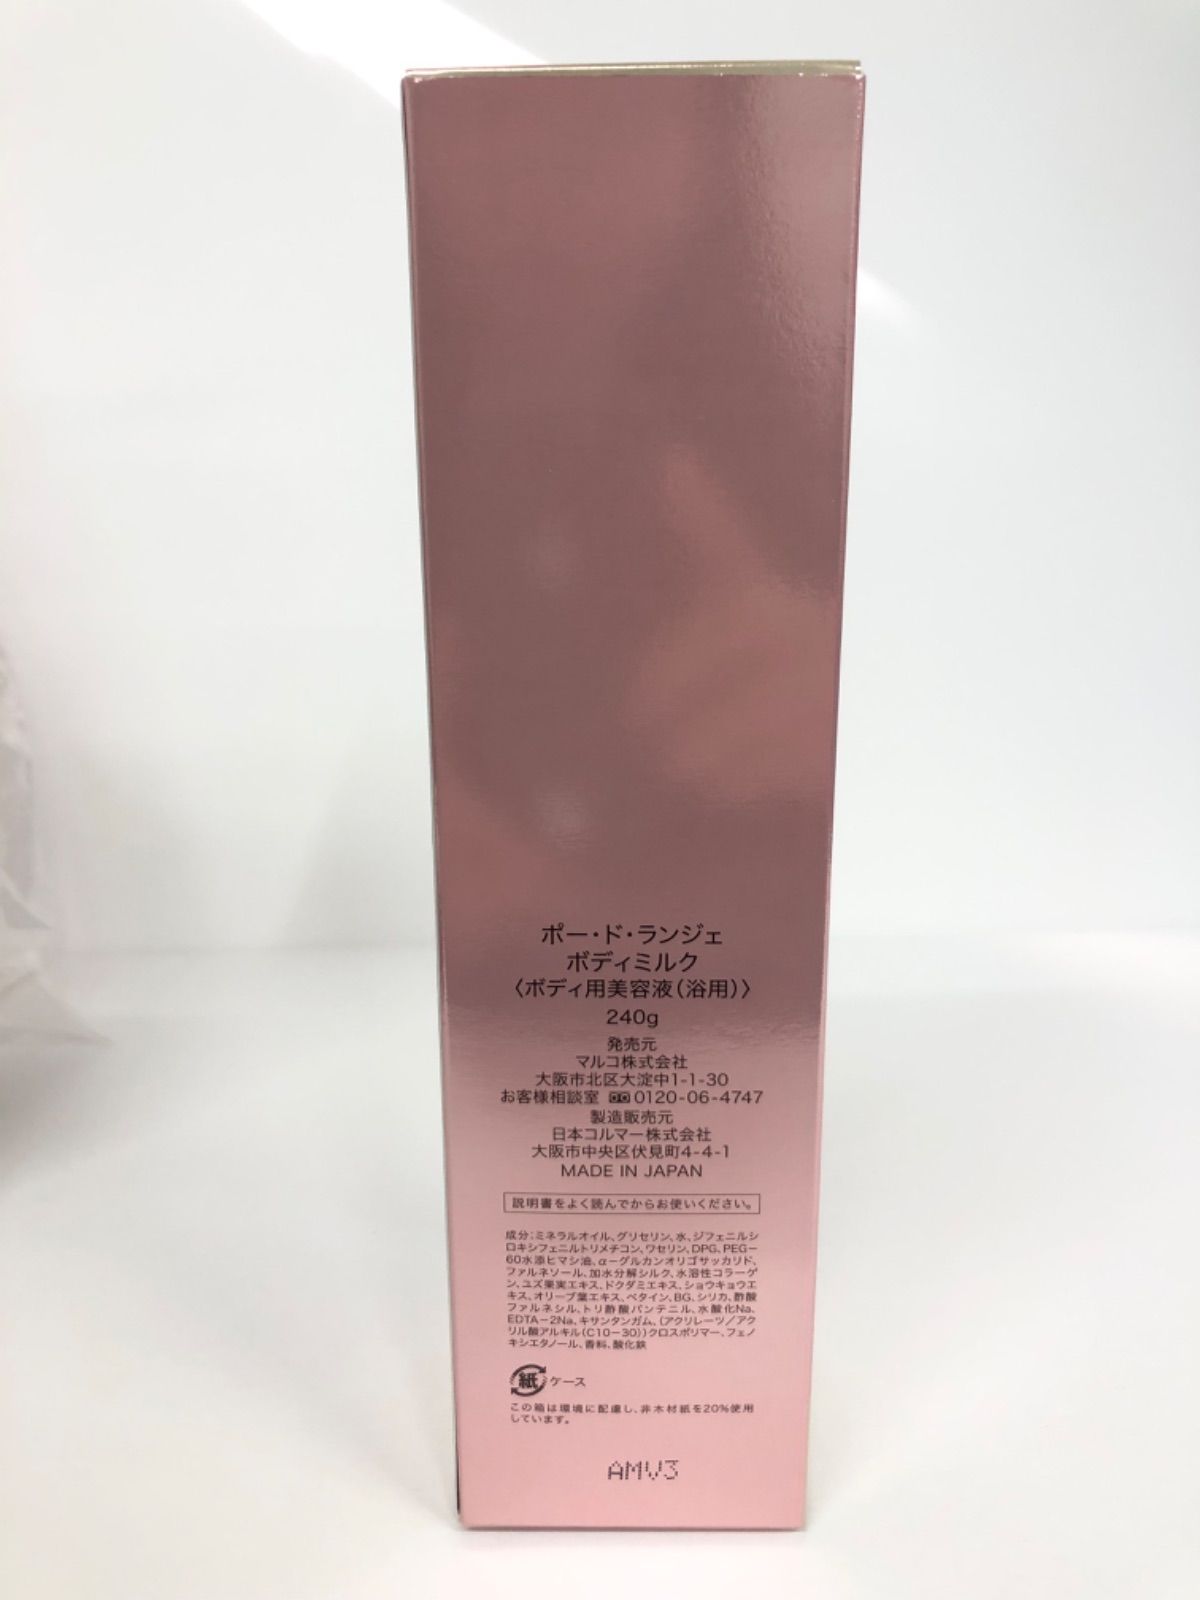 ポー・ド・ランジェ
ボディミルク
〈ボディ用美容液(浴用)〉
240g
発売元
マルコ株式会社
大阪市北区大淀中1-1-30
お客様相談室 0120-06-4747
製造販売元
日本コルマー株式会社
大阪市中央区伏見町4-4-1
MADE IN JAPAN
説明書をよく読んでからお使いください。
成分:ミネラルオイル、グリセリン、水、ジフェニルシ
ロキシフェニルトリメチコン、ワセリン、DPG、PEG-
60水添ヒマシ油、α-グルカンオリゴサッカリド、
ファルネソール、加水分解シルク、水溶性コラーゲ
ン、ユズ果実エキス、ドクダミエキス、ショウキョウエ
キス、オリーブ葉エキス、ベタイン、BG、シリカ、酢酸
ファルネシル、トリ酢酸パンテニル、水酸化Na、
EDTA-2Na、キサンタンガム、(アクリレーツ/アク
リル酸アルキル(C10-30))クロスポリマー、フェノ
キシエタノール、香料、酸化鉄
紙 ケース
この箱は環境に配慮し、非木材紙を20%使用
しています。
AMV3